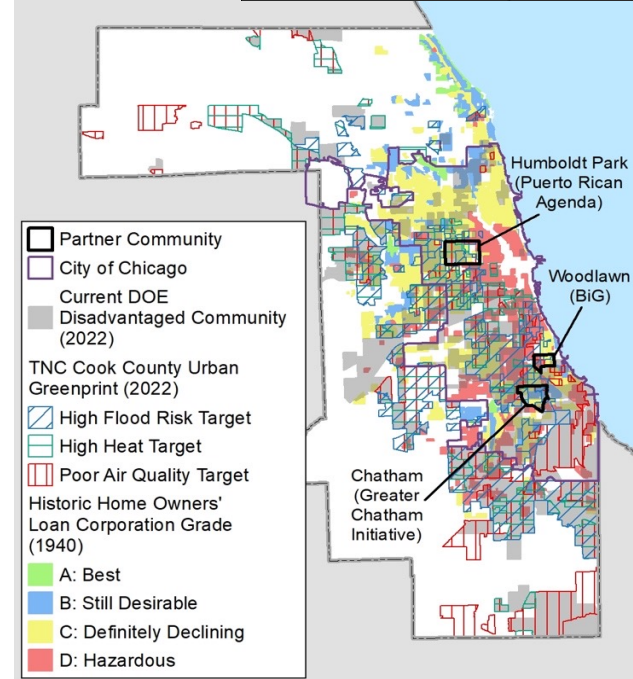 Humboldt Park
(Puerto Rican
Agenda)
Woodlawn
(BiG)
Partner Community
City of Chicago
Current DOE
Disadvantaged Community
(2022)
TNC Cook County Urban
Greenprint (2022)
High Flood Risk Target
High Heat Target
Poor Air Quality Target
Historic Home Owners'
Loan Corporation Grade
(1940)
A: Best
B: Still Desirable
C: Definitely Declining
D: Hazardous
Chatham
(Greater
Chatham
Initiative)